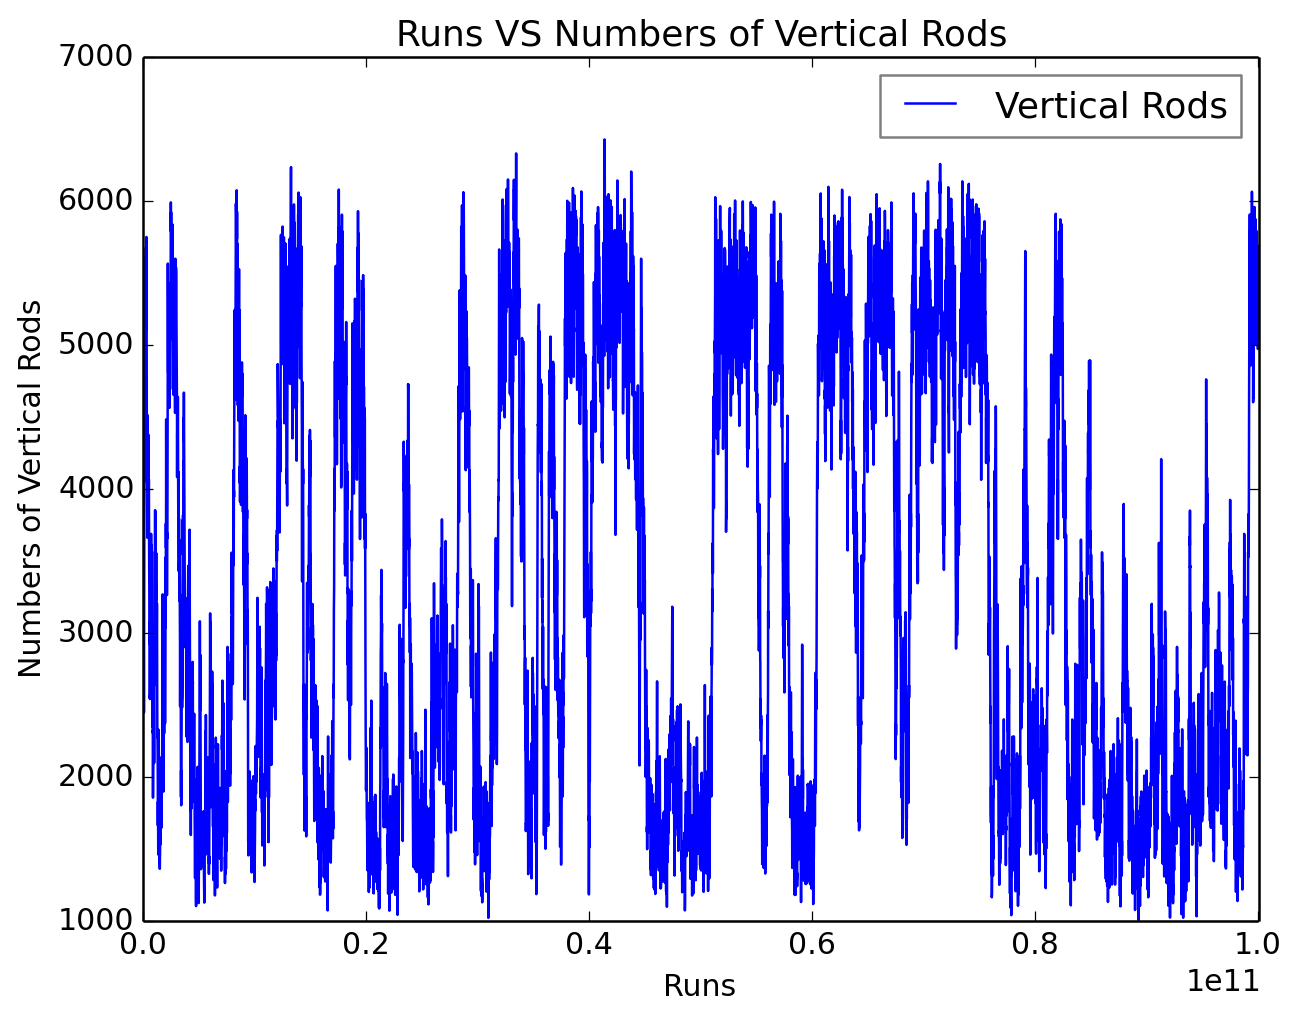 Runs VS Numbers of Vertical Rods
Vertical Rods
7000
6000
5000
4000
3000
2000
1000
Numbers of Vertical Rods
0.0 0.2 0.4 0.6 0.8 1.0
1e11
Runs